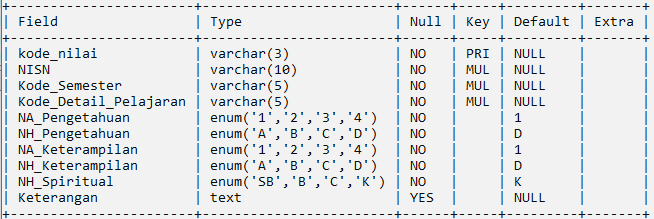 +----------------------+-----------------------+------+-----+---------+-------+
| Field                | Type                  | Null | Key | Default | Extra |
+----------------------+-----------------------+------+-----+---------+-------+
| kode_nilai           | varchar(3)            | NO   | PRI | NULL    |       |
| NISN                 | varchar(10)           | NO   | MUL | NULL    |       |
| Kode_Semester        | varchar(5)            | NO   | MUL | NULL    |       |
| Kode_Detail_Pelajaran | varchar(5)            | NO   | MUL | NULL    |       |
| NA_Pengetahuan       | enum('1','2','3','4') | NO   |     | 1       |       |
| NH_Pengetahuan       | enum('A','B','C','D') | NO   |     | D       |       |
| NA_Keterampilan      | enum('1','2','3','4') | NO   |     | 1       |       |
| NH_Keterampilan      | enum('A','B','C','D') | NO   |     | D       |       |
| NH_Spiritual         | enum('SB','B','C','K') | NO   |     | K       |       |
| Keterangan           | text                  | YES  |     | NULL    |       |
+----------------------+-----------------------+------+-----+---------+-------+